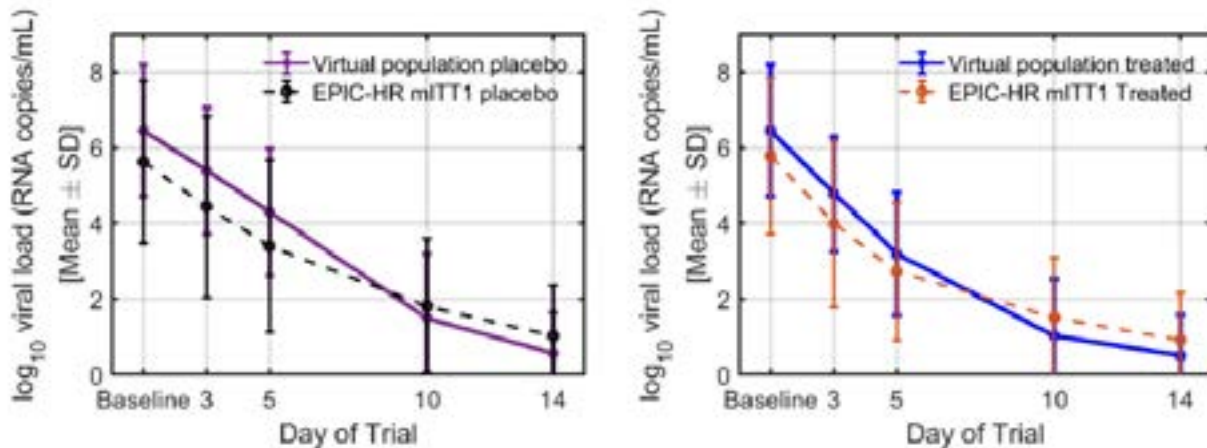 log10 viral load (RNA copies/mL)
[Mean ± SD]
8
6
4
2
0
Virtual population placebo
EPIC-HR mITT1 placebo
Baseline 3 5 10 14
Day of Trial
log10 viral load (RNA copies/mL)
[Mean ± SD]
8
6
4
2
0
Virtual population treated
EPIC-HR mITT1 Treated
Baseline 3 5 10 14
Day of Trial